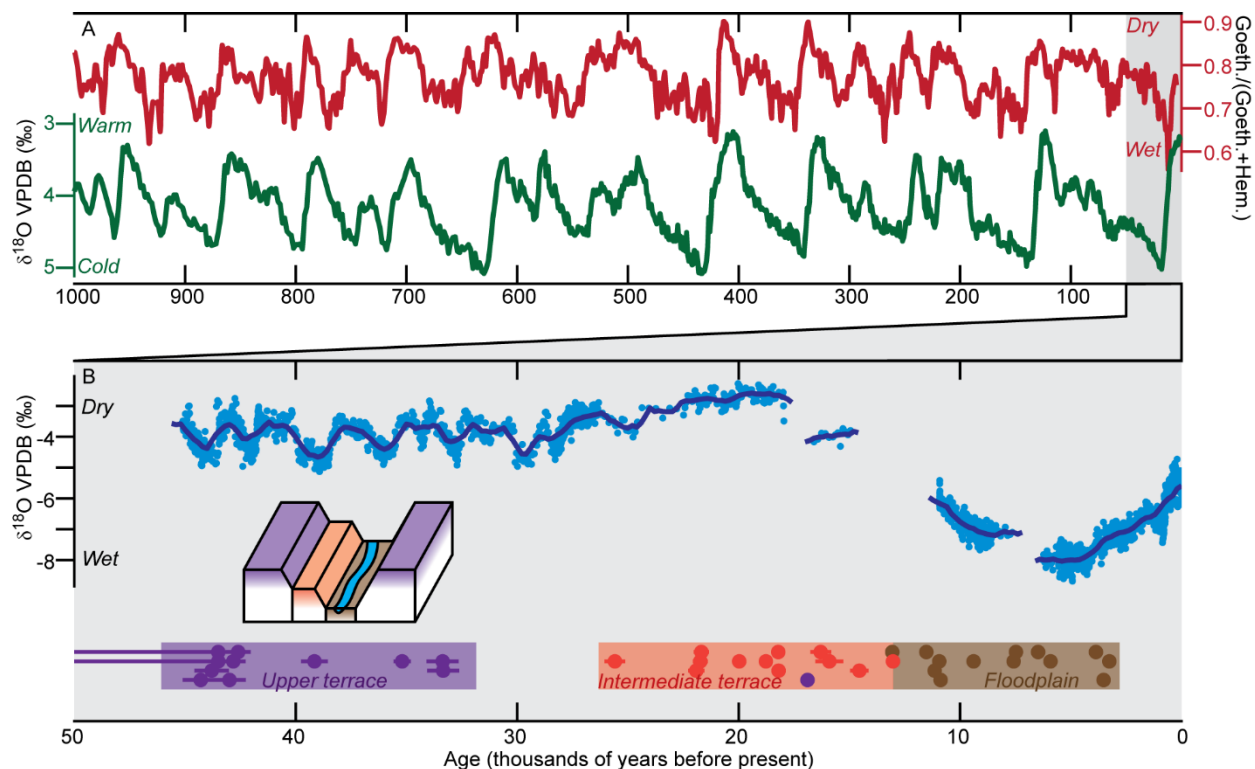 A
Dry
0.9
0.8
0.7
0.6
Wet
Goeth./(Goeth.+Hem.)
3
Warm
4
5
Cold
δ18O VPDB (‰)
1000 900 800 700 600 500 400 300 200 100
B
Dry
-4
-6
Wet
-8
δ18O VPDB (‰)
Upper terrace
Intermediate terrace
Floodplain
50 40 30 20 10 0
Age (thousands of years before present)